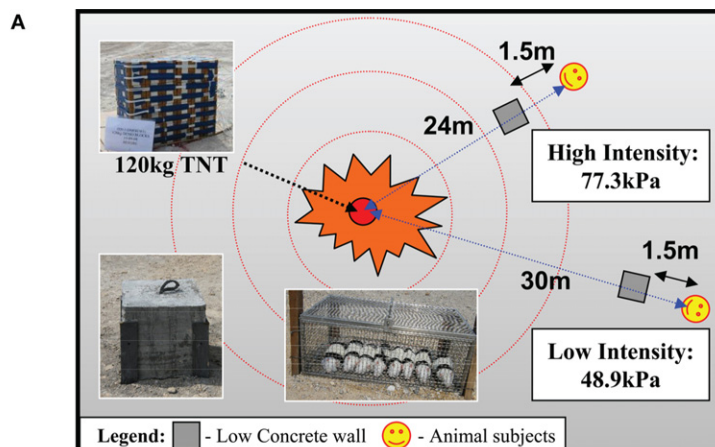 A
1.5m
24m
120kg TNT
High Intensity:
77.3kPa
1.5m
30m
Low Intensity:
48.9kPa
Legend: - Low Concrete wall - Animal subjects